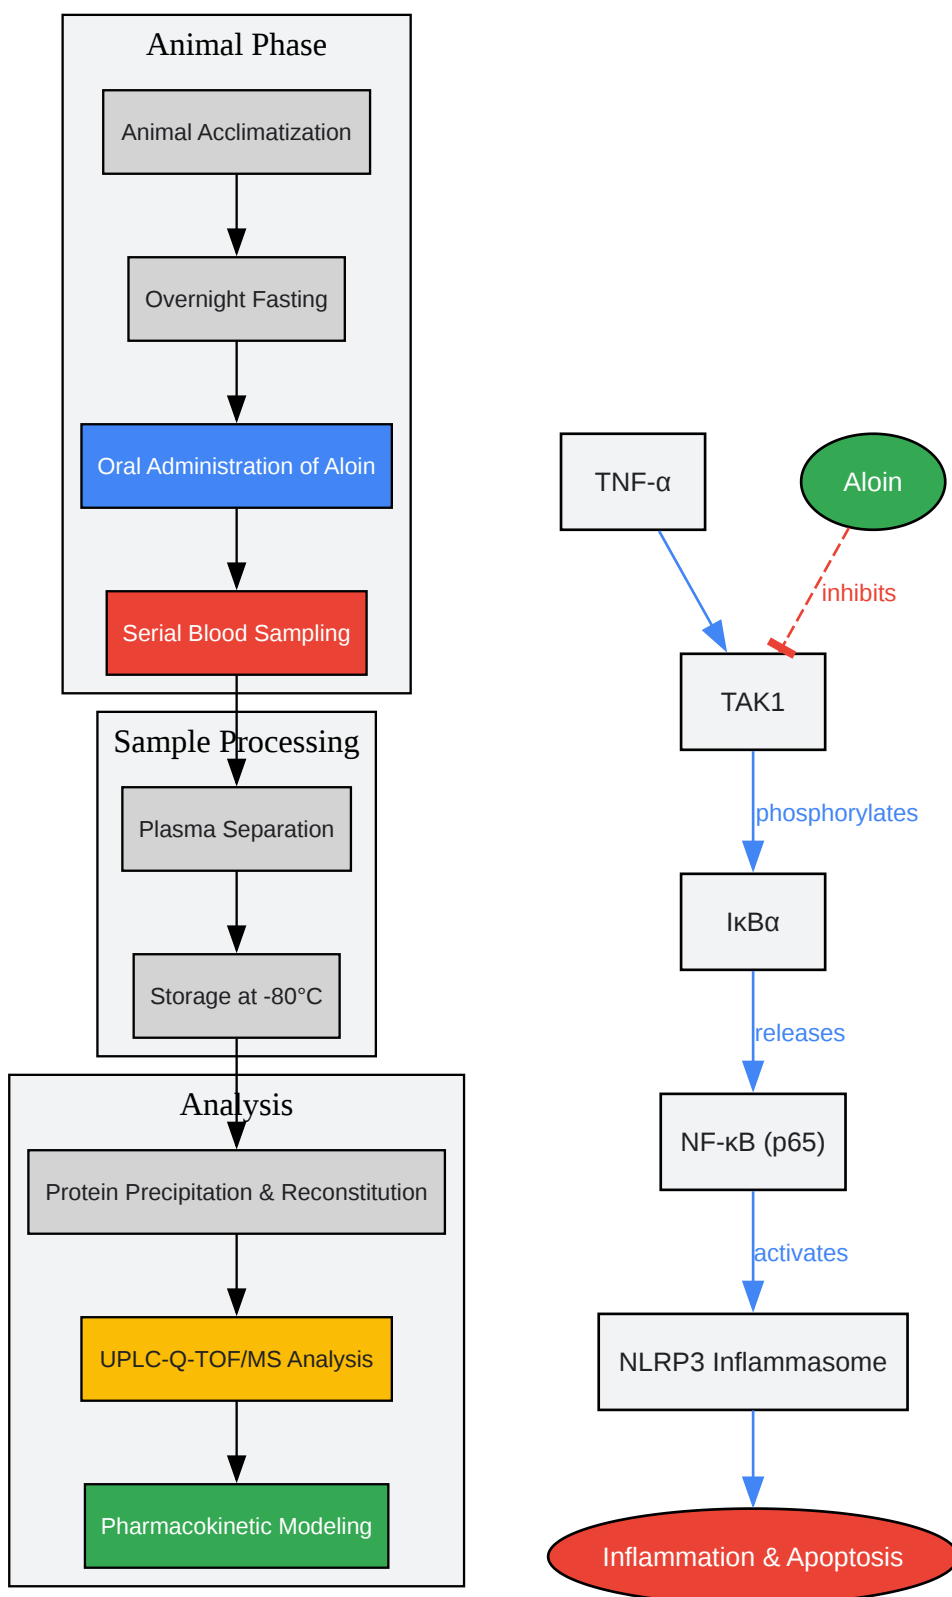 Animal Phase
Animal Acclimatization
Overnight Fasting
Oral Administration of Aloin
Serial Blood Sampling
Sample Processing
Plasma Separation
Storage at -80°C
Analysis
Protein Precipitation & Reconstitution
UPLC-Q-TOF/MS Analysis
Pharmacokinetic Modeling
TNF-α
Aloin
inhibits
TAK1
phosphorylates
IκBα
releases
NF-κB (p65)
activates
NLRP3 Inflammasome
Inflammation & Apoptosis